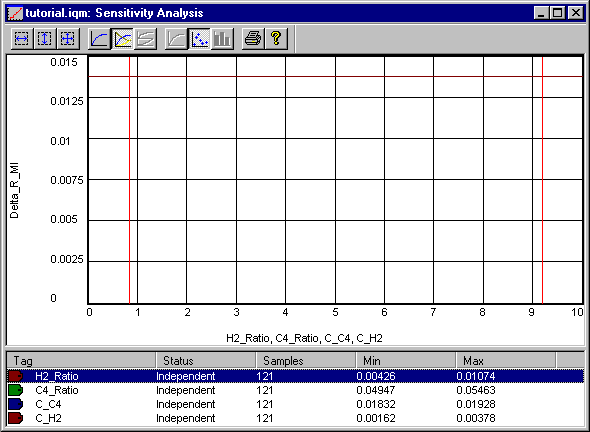 tutorial.iqm: Sensitivity Analysis
0.015
0.0125
0.01
0.0075
0.005
0.0025
0
Delta_R_MI
0 1 2 3 4 5 6 7 8 9 10
H2_Ratio, C4_Ratio, C_C4, C_H2
Tag Status Samples Min Max
H2_Ratio Independent 121 0.00426 0.01074
C4_Ratio Independent 121 0.04947 0.05463
C_C4 Independent 121 0.01832 0.01928
C_H2 Independent 121 0.00162 0.00378